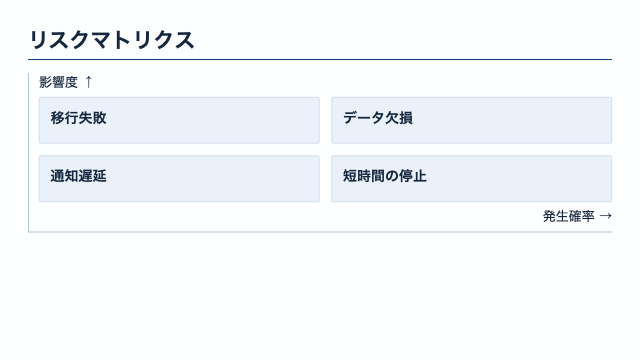 リスクマトリクス
影響度 ↑
移行失敗
データ欠損
通知遅延
短時間の停止
発生確率 →